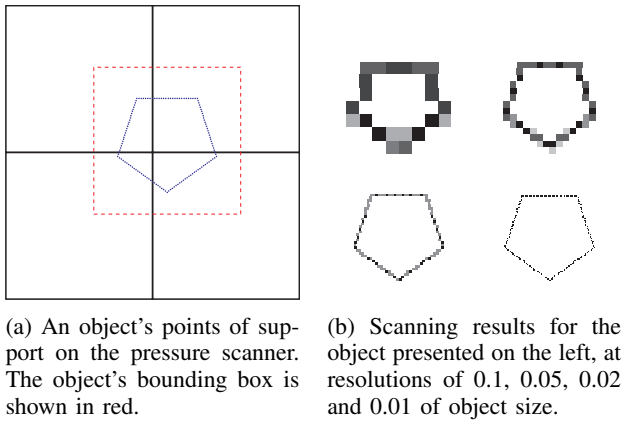 (a) An object's points of sup-
port on the pressure scanner.
The object's bounding box is
shown in red.
(b) Scanning results for the
object presented on the left, at
resolutions of 0.1, 0.05, 0.02
and 0.01 of object size.